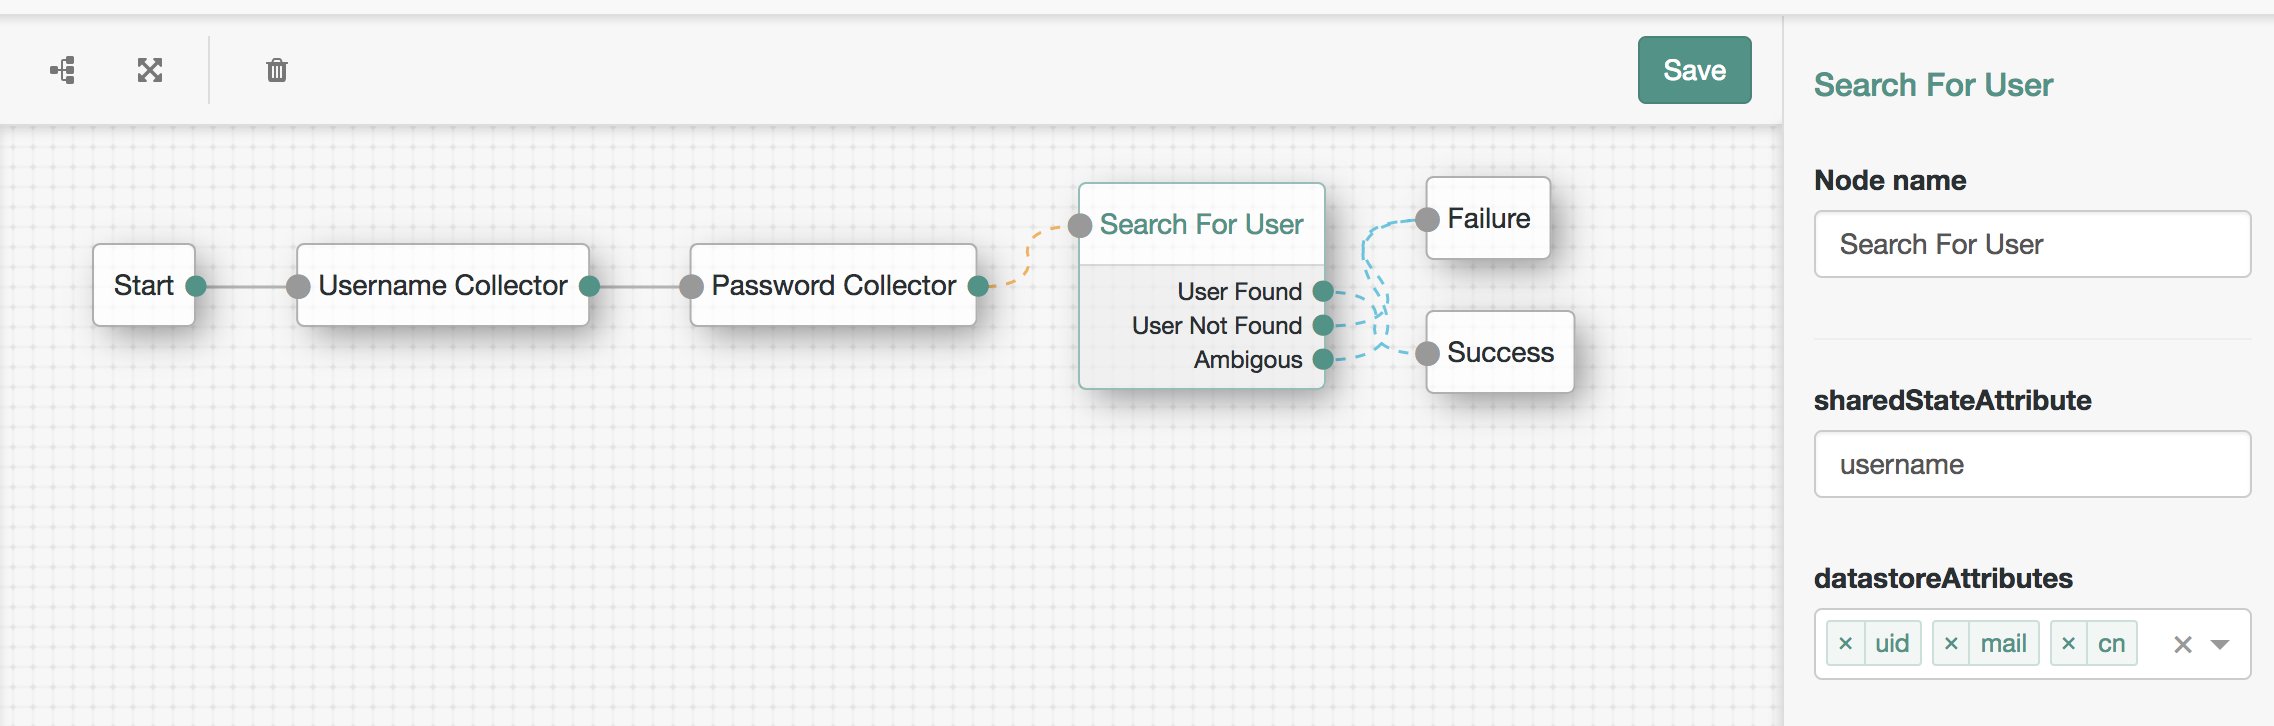 Save
Start
Username Collector
Password Collector
Search For User
User Found
User Not Found
Ambigous
Failure
Success
Search For User
Node name
Search For User
sharedStateAttribute
username
datastoreAttributes
× uid × mail × cn ×